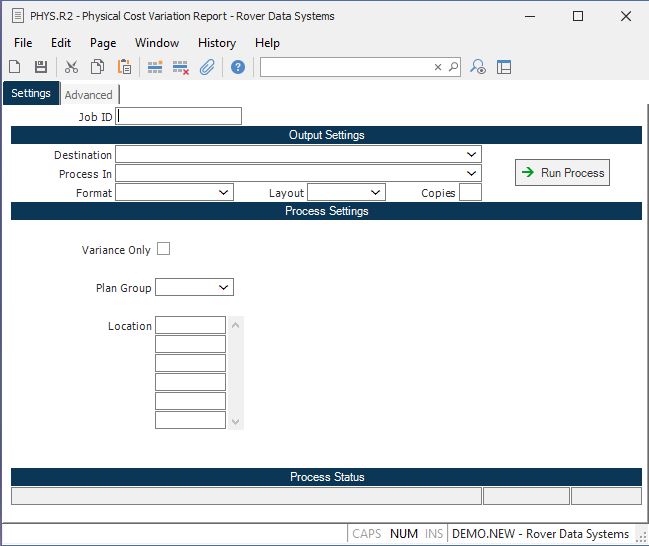 PHYS.R2 - Physical Cost Variation Report - Rover Data Systems
File Edit Page Window History Help
Settings Advanced
Job ID
Output Settings
Destination
Process In
Run Process
Format Layout Copies
Process Settings
Variance Only
Plan Group
Location
Process Status
CAPS NUM INS DEMO.NEW - Rover Data Systems